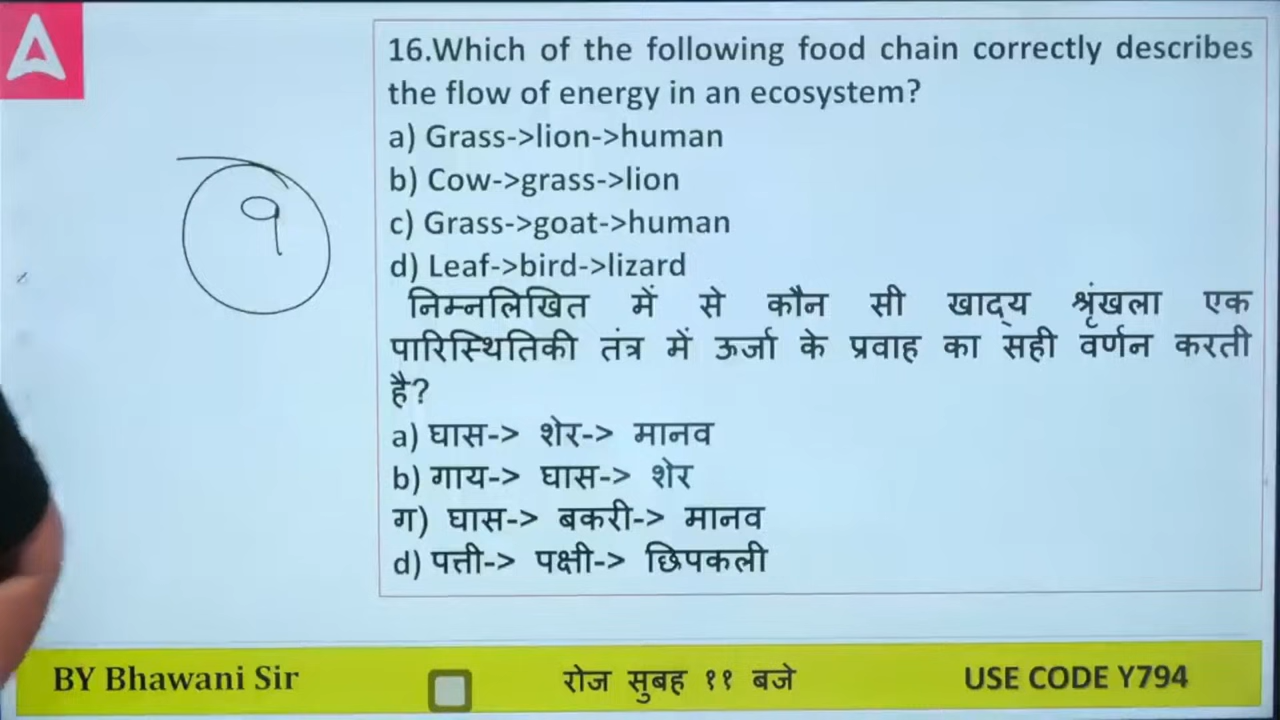 16.Which of the following food chain correctly describes
the flow of energy in an ecosystem?
a) Grass->lion->human
b) Cow->grass->lion
c) Grass->goat->human
d) Leaf->bird->lizard
निम्नलिखित में से कौन सी खाद्य श्रृंखला एक
पारिस्थितिकी तंत्र में ऊर्जा के प्रवाह का सही वर्णन करती
है?
a) घास-> शेर-> मानव
b) गाय-> घास-> शेर
ग) घास-> बकरी-> मानव
d) पत्ती-> पक्षी-> छिपकली
BY Bhawani Sir
रोज सुबह ११ बजे
USE CODE Y794